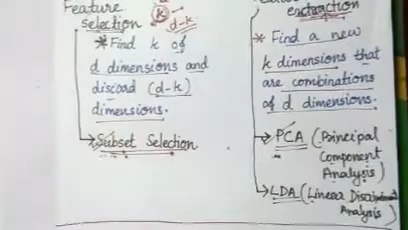 Feature
selection
k
d-k
* Find k of
d dimensions and
discard (d-k)
dimensions.
Subset Selection
extraction
* Find a new
k dimensions that
are combinations
of d dimensions.
PCA (Principal
Component
Analysis)
LDA (Linear Discriminant
Analysis)